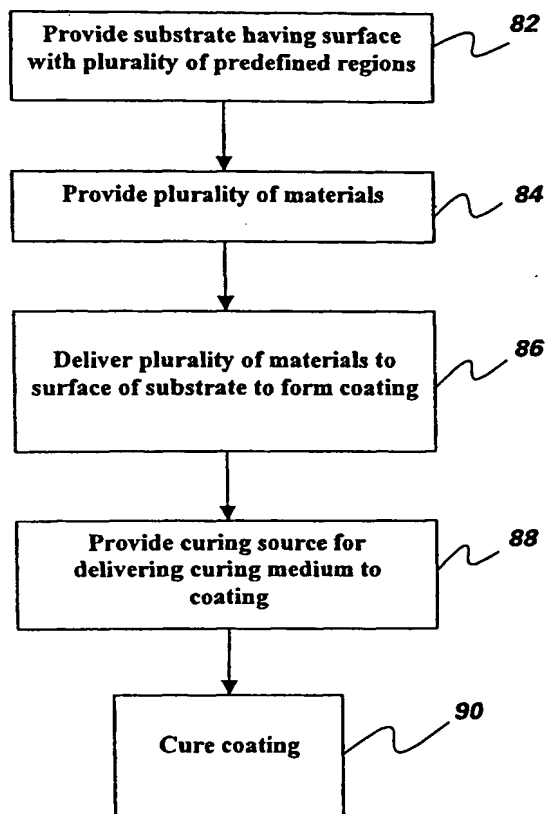 Provide substrate having surface
with plurality of predefined regions
82
Provide plurality of materials
84
Deliver plurality of materials to
surface of substrate to form coating
86
Provide curing source for
delivering curing medium to
coating
88
Cure coating
90